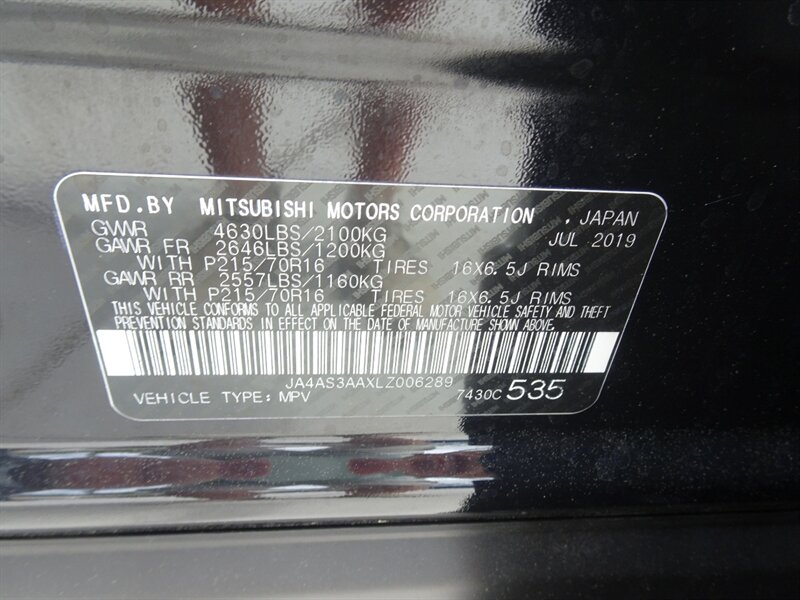 MFD.BY MITSUBISHI MOTORS CORPORATION , JAPAN
GVWR 4630LBS/2100KG JUL 2019
GAWR FR 2646LBS/1200KG
WITH P215/70R16 TIRES 16X6.5J RIMS
GAWR RR 2557LBS/1160KG
WITH P215/70R16 TIRES 16X6.5J RIMS
THIS VEHICLE CONFORMS TO ALL APPLICABLE FEDERAL MOTOR VEHICLE SAFETY AND THEFT
PREVENTION STANDARDS IN EFFECT ON THE DATE OF MANUFACTURE SHOWN ABOVE.
JA4AS3AAXLZ006289
VEHICLE TYPE: MPV 7430C 535